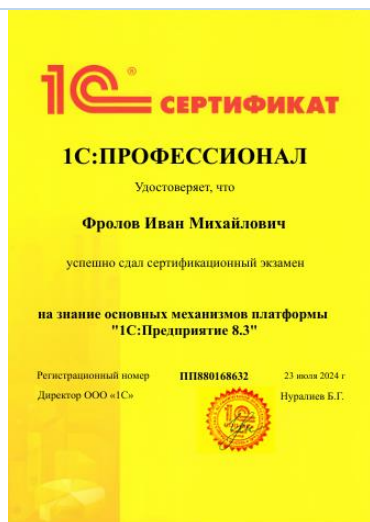 1С® СЕРТИФИКАТ
1С:ПРОФЕССИОНАЛ
Удостоверяет, что
Фролов Иван Михайлович
успешно сдал сертификационный экзамен
на знание основных механизмов платформы
"1С:Предприятие 8.3"
Регистрационный номер ПП880168632 23 июля 2024 г
Директор ООО «1С» Нуралиев Б.Г.